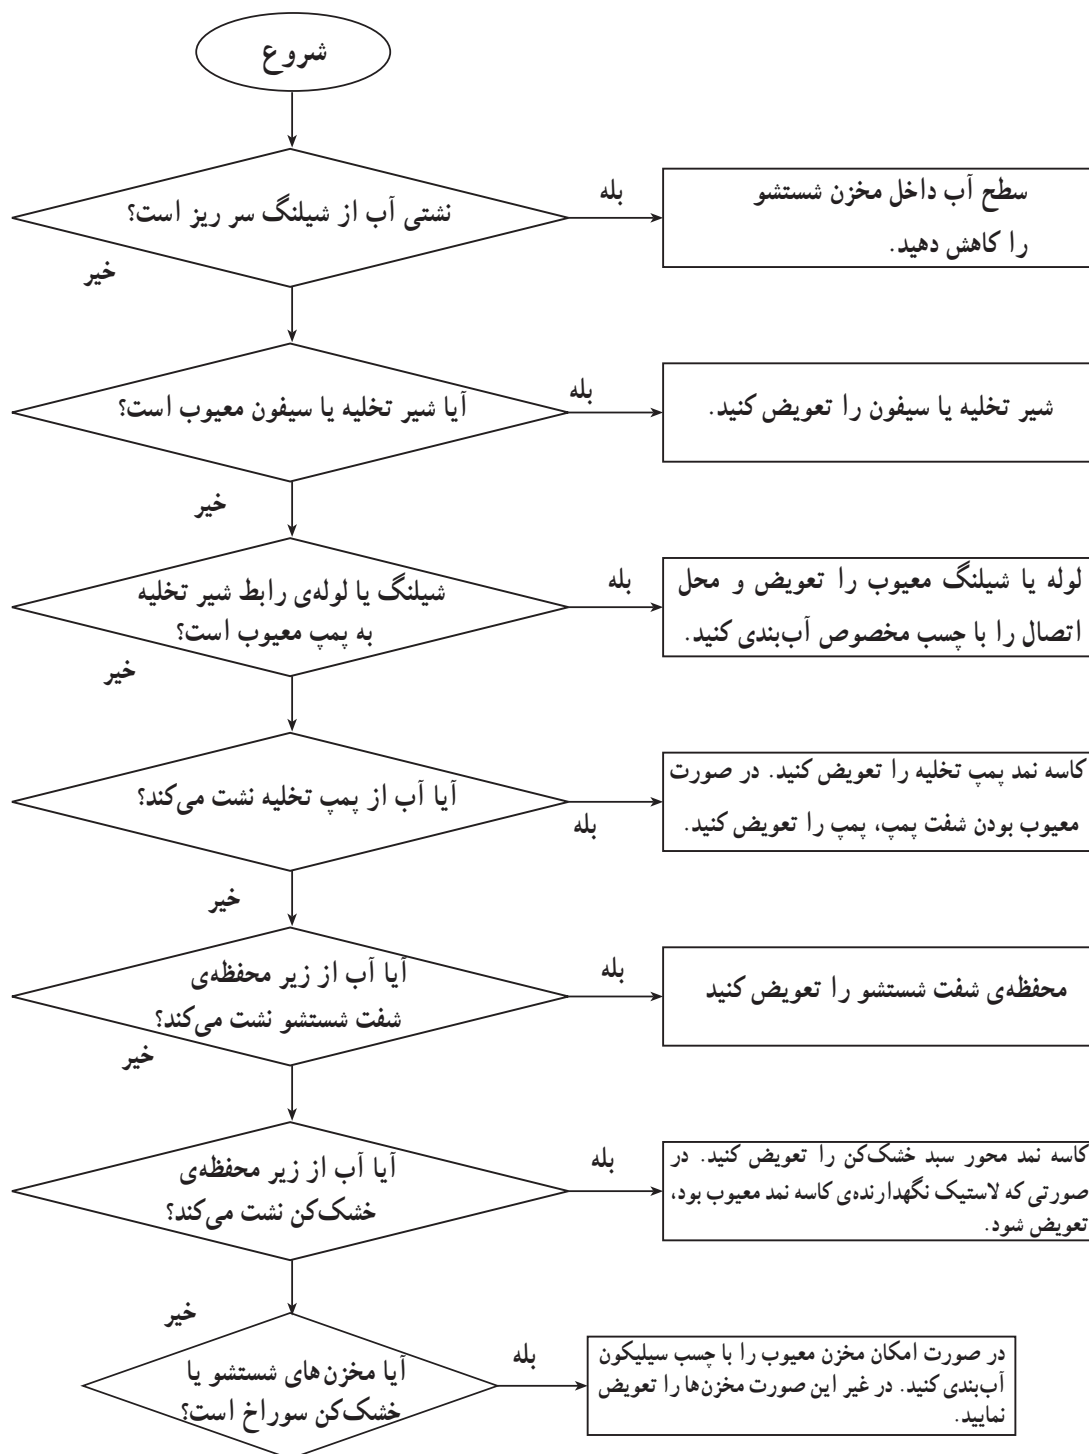 شروع
نشتی آب از شیلنگ سر ریز است؟
بله
سطح آب داخل مخزن شستشو
را کاهش دهید.
خیر
آیا شیر تخلیه یا سیفون معیوب است؟
بله
شیر تخلیه یا سیفون را تعویض کنید.
خیر
شیلنگ یا لوله‌ی رابط شیر تخلیه
به پمپ معیوب است؟
بله
لوله یا شیلنگ معیوب را تعویض و محل
اتصال را با چسب مخصوص آب‌بندی کنید.
خیر
آیا آب از پمپ تخلیه نشت می‌کند؟
بله
کاسه نمد پمپ تخلیه را تعویض کنید. در صورت
معیوب بودن شفت پمپ، پمپ را تعویض کنید.
خیر
آیا آب از زیر محفظه‌ی
شفت شستشو نشت می‌کند؟
بله
محفظه‌ی شفت شستشو را تعویض کنید
خیر
آیا آب از زیر محفظه‌ی
خشک‌کن نشت می‌کند؟
بله
کاسه نمد محور سبد خشک‌کن را تعویض کنید. در
صورتی که لاستیک نگهدارنده‌ی کاسه نمد معیوب بود،
تعویض شود.
خیر
آیا مخزن‌های شستشو یا
خشک‌کن سوراخ است؟
بله
در صورت امکان مخزن معیوب را با چسب سیلیکون
آب‌بندی کنید. در غیر این صورت مخزن‌ها را تعویض
نمایید.